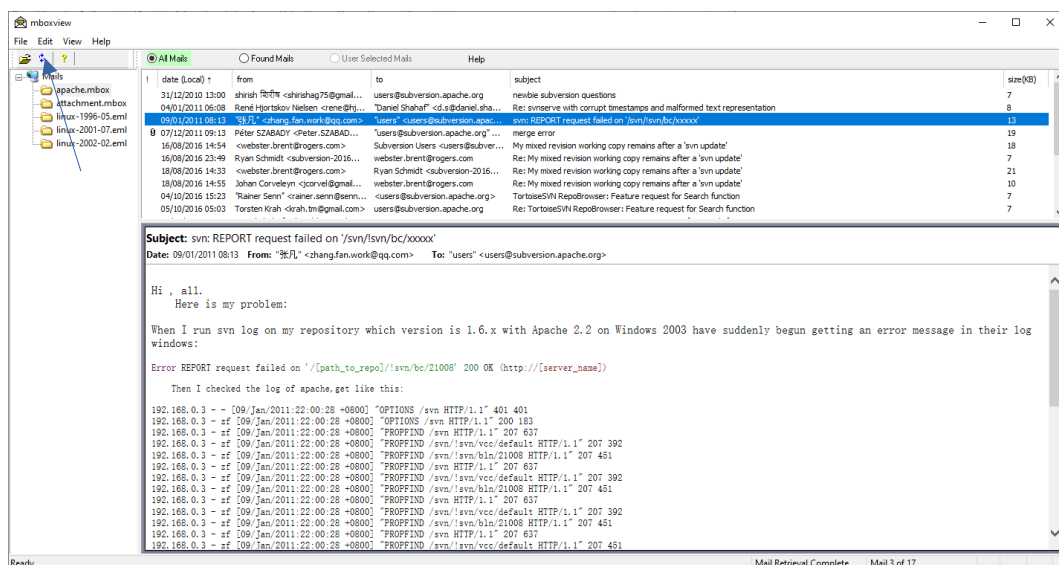 mboxview
File Edit View Help
All Mails Found Mails User Selected Mails Help
Mails
apache.mbox
attachment.mbox
linux-1996-05.eml
linux-2001-07.eml
linux-2002-02.eml
! date (Local) ↑ from to subject size(KB)
31/12/2010 13:00 shirish शिरीष <shirishag75@gmail... users@subversion.apache.org newbie subversion questions 7
04/01/2011 06:08 René Hjortskov Nielsen <rene@hj... "Daniel Shahaf" <d.s@daniel.sha... Re: svnserve with corrupt timestamps and malformed text representation 8
09/01/2011 08:13 "张凡" <zhang.fan.work@qq.com> "users" <users@subversion.apac... svn: REPORT request failed on '/svn/!svn/bc/xxxxx' 13
07/12/2011 09:13 Péter SZABADY <Peter.SZABAD... "users@subversion.apache.org" ... merge error 19
16/08/2016 14:54 <webster.brent@rogers.com> Subversion Users <users@subver... My mixed revision working copy remains after a 'svn update' 18
16/08/2016 23:49 Ryan Schmidt <subversion-2016... webster.brent@rogers.com Re: My mixed revision working copy remains after a 'svn update' 7
18/08/2016 14:33 <webster.brent@rogers.com> Ryan Schmidt <subversion-2016... Re: My mixed revision working copy remains after a 'svn update' 21
18/08/2016 14:55 Johan Corveleyn <jcorvel@gmail... webster.brent@rogers.com Re: My mixed revision working copy remains after a 'svn update' 10
04/10/2016 15:23 "Rainer Senn" <rainer.senn@senn... <users@subversion.apache.org> TortoiseSVN RepoBrowser: Feature request for Search function 7
05/10/2016 05:03 Torsten Krah <krah.tm@gmail.com> users@subversion.apache.org Re: TortoiseSVN RepoBrowser: Feature request for Search function 7
Subject: svn: REPORT request failed on '/svn/!svn/bc/xxxxx'
Date: 09/01/2011 08:13 From: "张凡" <zhang.fan.work@qq.com> To: "users" <users@subversion.apache.org>
Hi , all.
Here is my problem:
When I run svn log on my repository which version is 1.6.x with Apache 2.2 on Windows 2003 have suddenly begun getting an error message in their log
windows:
Error REPORT request failed on '/[path_to_repo]/!svn/bc/21008' 200 OK (http://[server_name])
Then I checked the log of apache,get like this:
192.168.0.3 - - [09/Jan/2011:22:00:28 +0800] "OPTIONS /svn HTTP/1.1" 401 401
192.168.0.3 - zf [09/Jan/2011:22:00:28 +0800] "OPTIONS /svn HTTP/1.1" 200 183
192.168.0.3 - zf [09/Jan/2011:22:00:28 +0800] "PROPFIND /svn HTTP/1.1" 207 637
192.168.0.3 - zf [09/Jan/2011:22:00:28 +0800] "PROPFIND /svn/!svn/vcc/default HTTP/1.1" 207 392
192.168.0.3 - zf [09/Jan/2011:22:00:28 +0800] "PROPFIND /svn/!svn/bln/21008 HTTP/1.1" 207 451
192.168.0.3 - zf [09/Jan/2011:22:00:28 +0800] "PROPFIND /svn HTTP/1.1" 207 637
192.168.0.3 - zf [09/Jan/2011:22:00:28 +0800] "PROPFIND /svn/!svn/vcc/default HTTP/1.1" 207 392
192.168.0.3 - zf [09/Jan/2011:22:00:28 +0800] "PROPFIND /svn/!svn/bln/21008 HTTP/1.1" 207 451
192.168.0.3 - zf [09/Jan/2011:22:00:28 +0800] "PROPFIND /svn HTTP/1.1" 207 637
192.168.0.3 - zf [09/Jan/2011:22:00:28 +0800] "PROPFIND /svn/!svn/vcc/default HTTP/1.1" 207 392
192.168.0.3 - zf [09/Jan/2011:22:00:28 +0800] "PROPFIND /svn/!svn/bln/21008 HTTP/1.1" 207 451
192.168.0.3 - zf [09/Jan/2011:22:00:28 +0800] "PROPFIND /svn HTTP/1.1" 207 637
192.168.0.3 - zf [09/Jan/2011:22:00:28 +0800] "PROPFIND /svn/!svn/vcc/default HTTP/1.1" 207 451
Ready Mail Retrieval Complete Mail 3 of 17